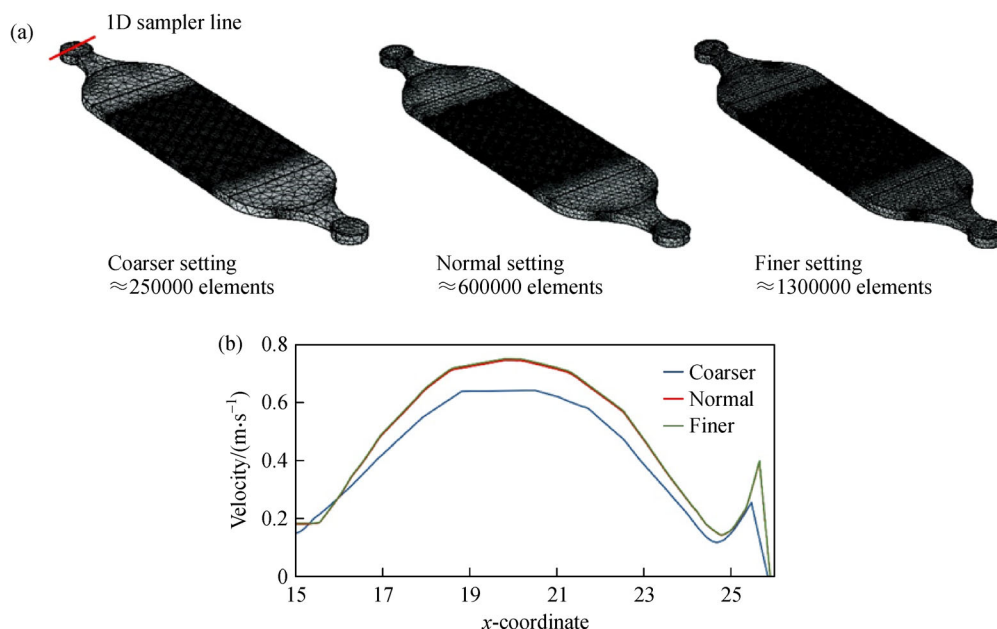 (a)
1D sampler line
Coarser setting
≈250000 elements
Normal setting
≈600000 elements
Finer setting
≈1300000 elements
(b)
0.8
0.6
0.4
0.2
0
Velocity/(m·s⁻¹)
Coarser
Normal
Finer
15 17 19 21 23 25
x-coordinate